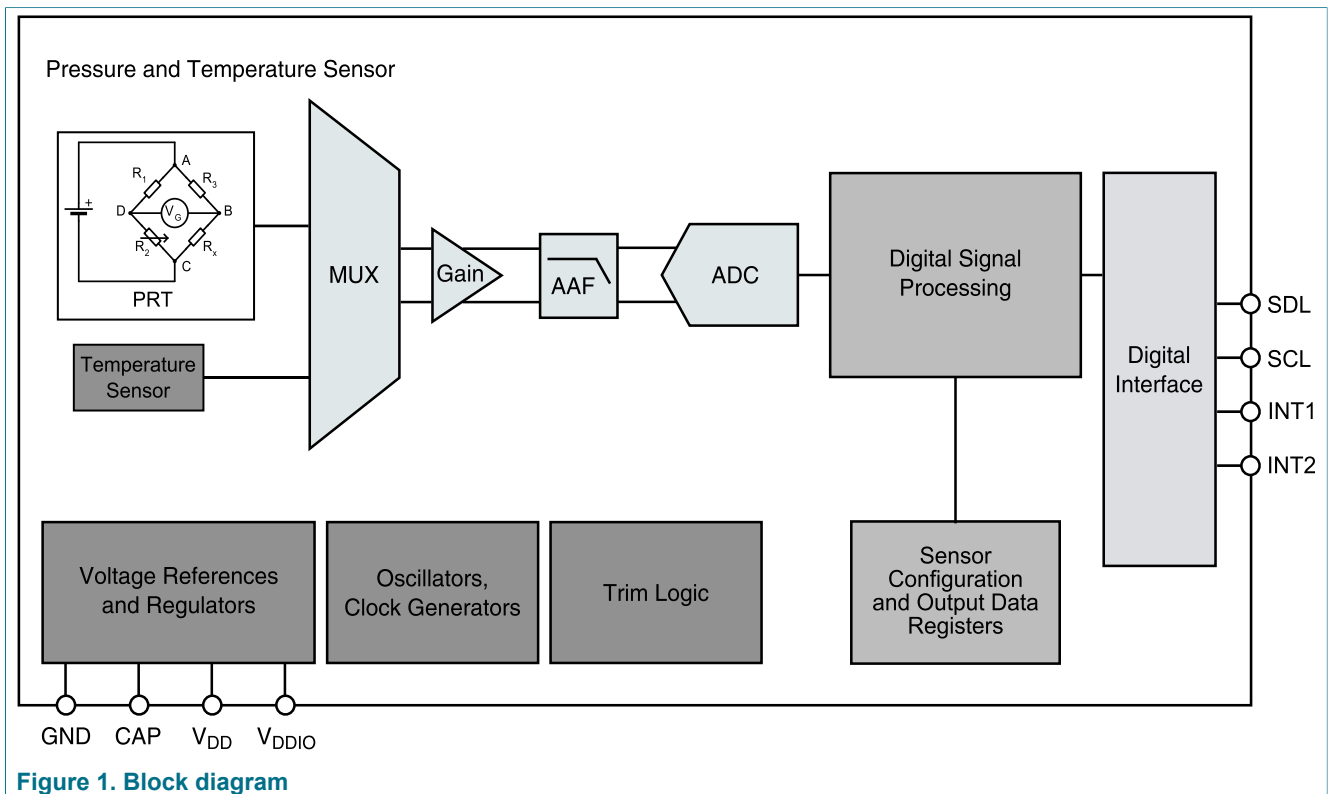 Pressure and Temperature Sensor
A
R1
R3
+
D
VG
B
R2
Rx
C
PRT
MUX
Gain
AAF
ADC
Digital Signal
Processing
Digital
Interface
SDL
SCL
INT1
INT2
Temperature
Sensor
Voltage References
and Regulators
Oscillators,
Clock Generators
Trim Logic
Sensor
Configuration
and Output Data
Registers
GND
CAP
VDD
VDDIO
Figure 1. Block diagram